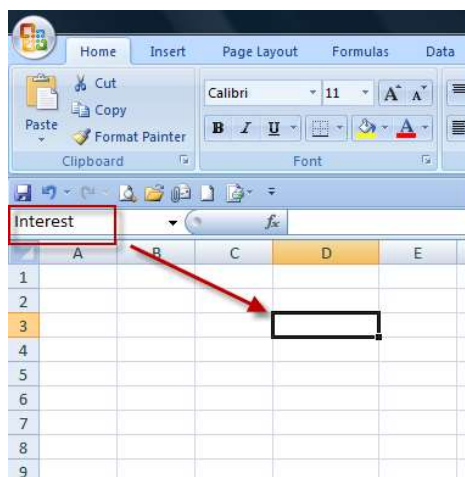 Home Insert Page Layout Formulas Data
Cut
Calibri 11 A A
Copy
Paste
Format Painter
B I U A
Clipboard Font
Interest fx
A B C D E
1
2
3
4
5
6
7
8
9